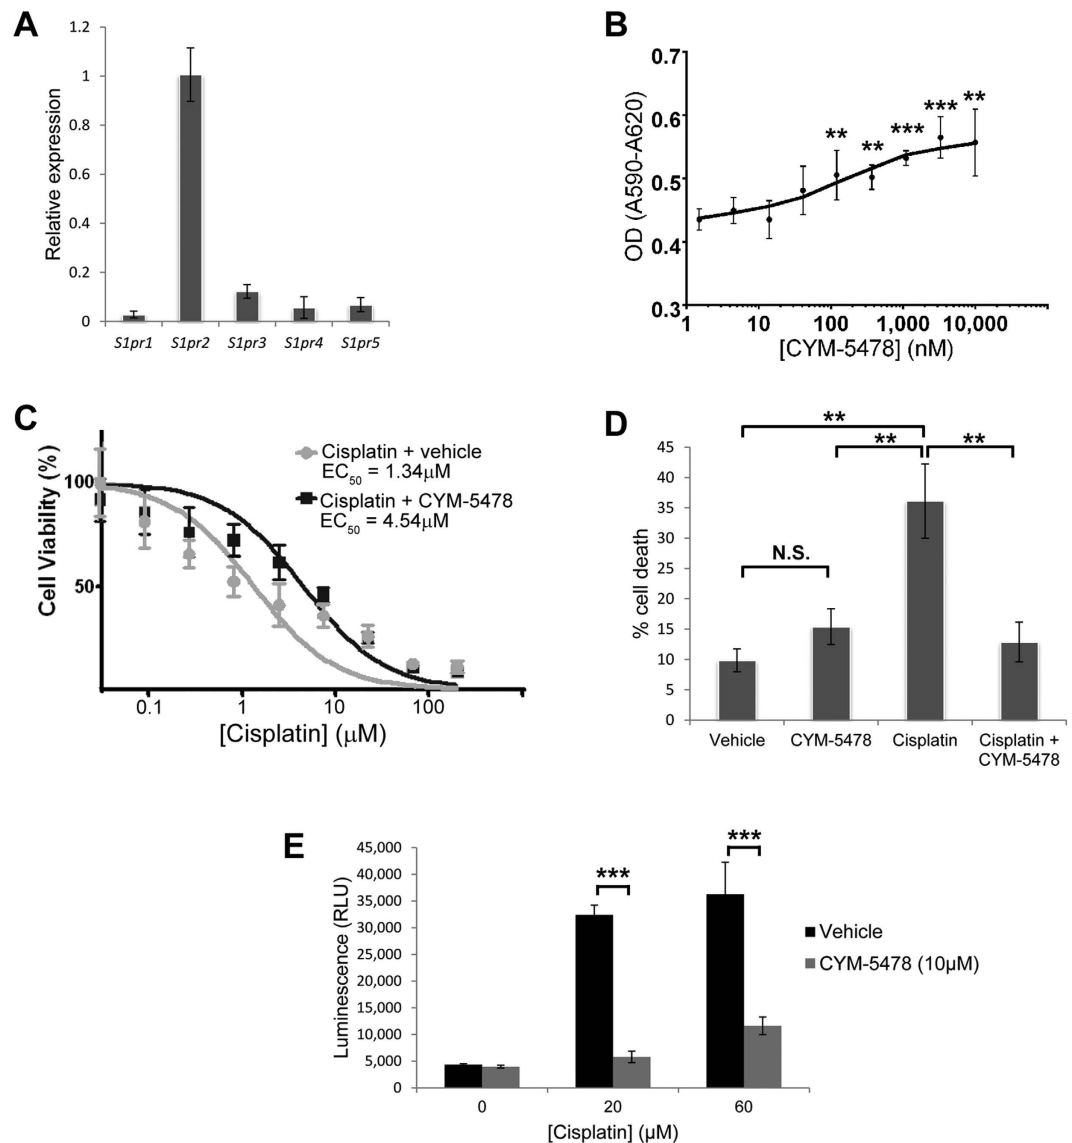 A
1.2
1
0.8
0.6
0.4
0.2
0
Relative expression
S1pr1 S1pr2 S1pr3 S1pr4 S1pr5
B
0.7
0.6
0.5
0.4
0.3
OD (A590-A620)
** ** *** *** **
1 10 100 1,000 10,000
[CYM-5478] (nM)
C
Cell Viability (%)
100
50
Cisplatin + vehicle
EC50 = 1.34μM
Cisplatin + CYM-5478
EC50 = 4.54μM
0.1 1 10 100
[Cisplatin] (μM)
D
45
40
35
30
25
20
15
10
5
0
% cell death
**
** **
N.S.
Vehicle CYM-5478 Cisplatin Cisplatin +
CYM-5478
E
45,000
40,000
35,000
30,000
25,000
20,000
15,000
10,000
5,000
0
Luminescence (RLU)
***
***
Vehicle
CYM-5478 (10μM)
0 20 60
[Cisplatin] (μM)